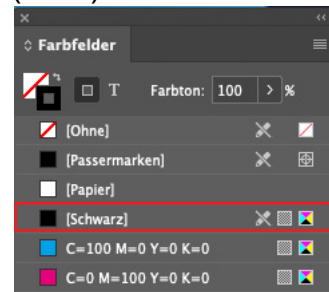 Farbfelder
T Farbton: 100 > %
[Ohne]
[Passermarken]
[Papier]
[Schwarz]
C=100 M=0 Y=0 K=0
C=0 M=100 Y=0 K=0